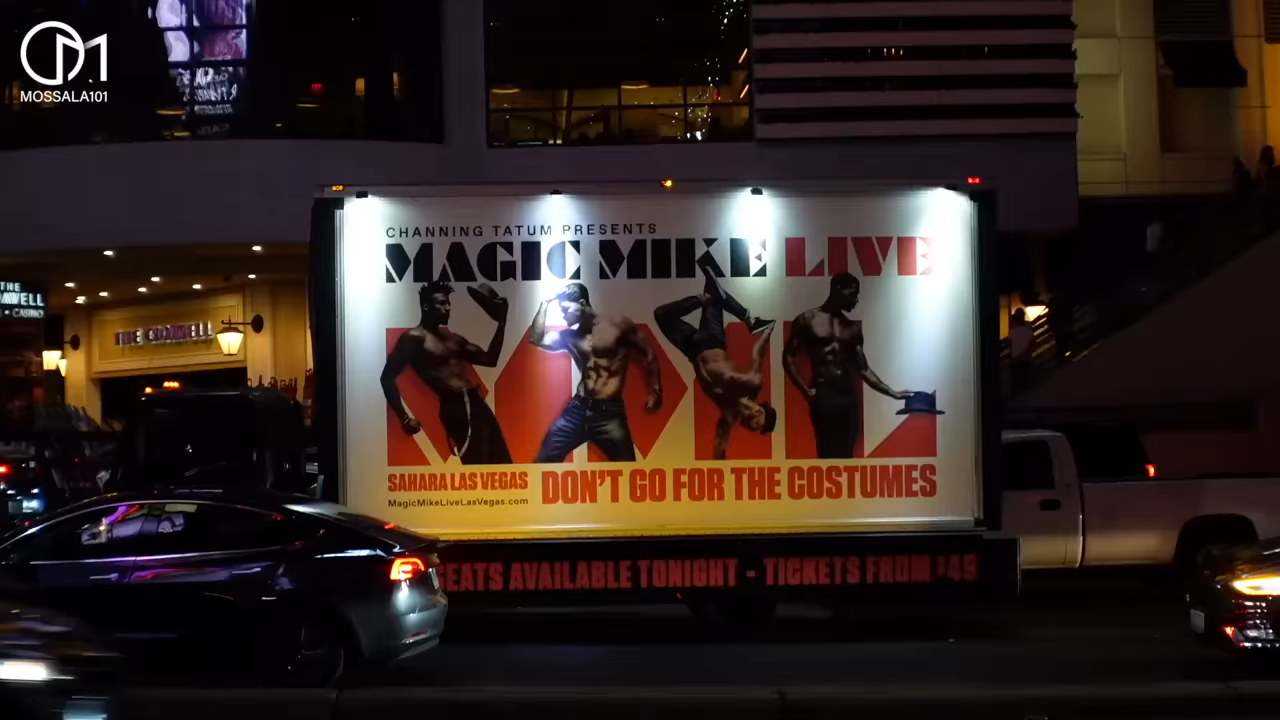 MOSSALA101
CHANNING TATUM PRESENTS
MAGIC MIKE LIVE
THE CROMWELL
SAHARA LAS VEGAS
MagicMikeLiveLasVegas.com
DON'T GO FOR THE COSTUMES
SEATS AVAILABLE TONIGHT - TICKETS FROM $49
THE
CASINO